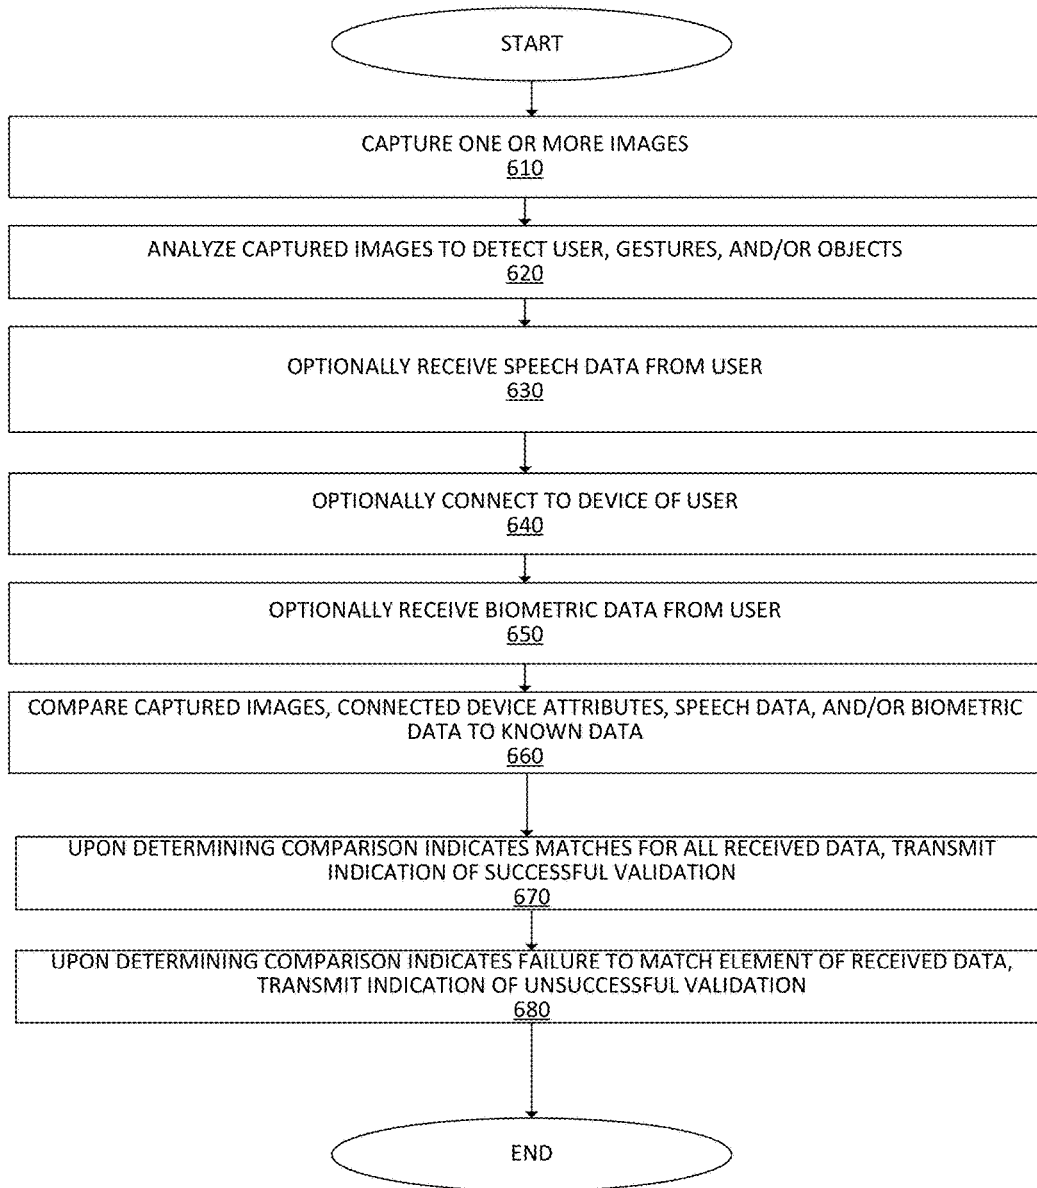 START
CAPTURE ONE OR MORE IMAGES
610
ANALYZE CAPTURED IMAGES TO DETECT USER, GESTURES, AND/OR OBJECTS
620
OPTIONALLY RECEIVE SPEECH DATA FROM USER
630
OPTIONALLY CONNECT TO DEVICE OF USER
640
OPTIONALLY RECEIVE BIOMETRIC DATA FROM USER
650
COMPARE CAPTURED IMAGES, CONNECTED DEVICE ATTRIBUTES, SPEECH DATA, AND/OR BIOMETRIC
DATA TO KNOWN DATA
660
UPON DETERMINING COMPARISON INDICATES MATCHES FOR ALL RECEIVED DATA, TRANSMIT
INDICATION OF SUCCESSFUL VALIDATION
670
UPON DETERMINING COMPARISON INDICATES FAILURE TO MATCH ELEMENT OF RECEIVED DATA,
TRANSMIT INDICATION OF UNSUCCESSFUL VALIDATION
680
END